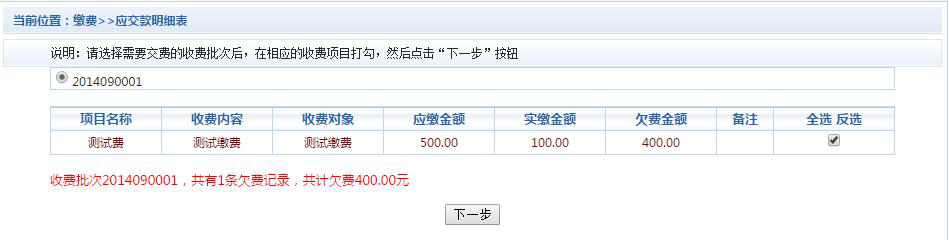 当前位置：缴费>>应交款明细表
说明：请选择需要交费的收费批次后，在相应的收费项目打勾，然后点击“下一步”按钮
2014090001
项目名称 收费内容 收费对象 应缴金额 实缴金额 欠费金额 备注 全选 反选
测试费 测试缴费 测试缴费 500.00 100.00 400.00
收费批次2014090001，共有1条欠费记录，共计欠费400.00元
下一步